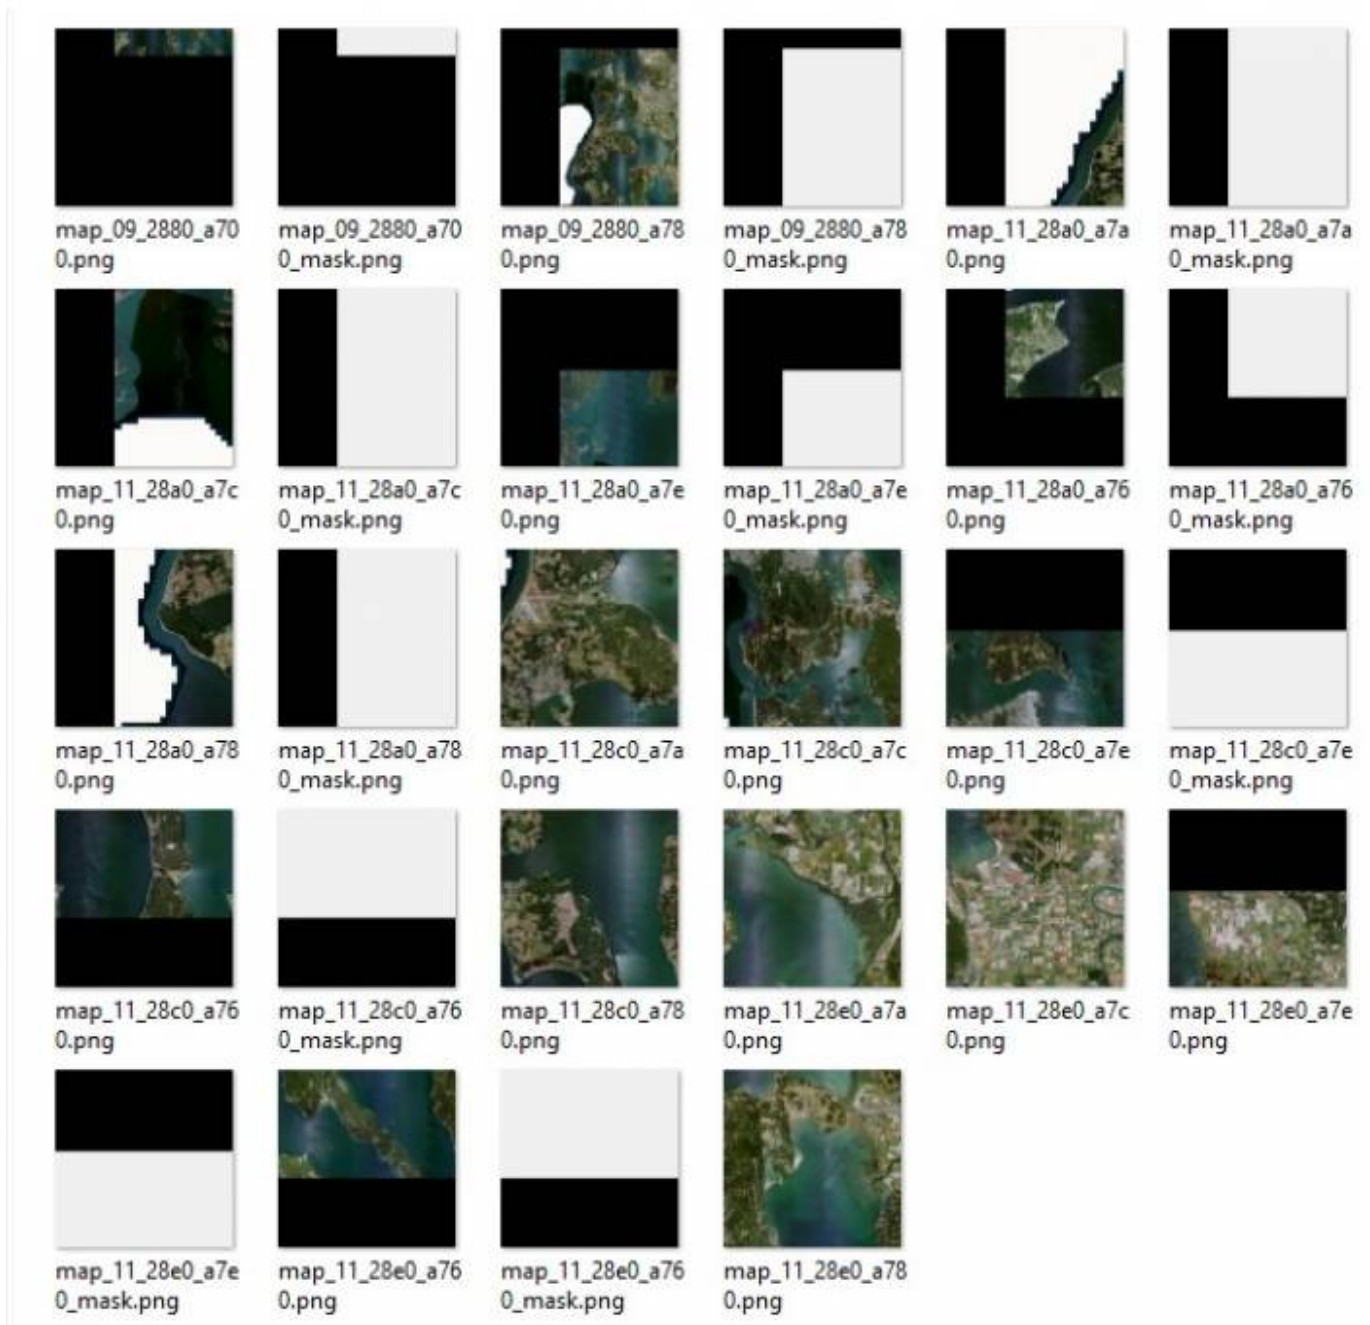 map_09_2880_a70 map_09_2880_a70 map_09_2880_a78 map_09_2880_a78 map_11_28a0_a7a map_11_28a0_a7a
0.png 0_mask.png 0.png 0_mask.png 0.png 0_mask.png
map_11_28a0_a7c map_11_28a0_a7c map_11_28a0_a7e map_11_28a0_a7e map_11_28a0_a76 map_11_28a0_a76
0.png 0_mask.png 0.png 0_mask.png 0.png 0_mask.png
map_11_28a0_a78 map_11_28a0_a78 map_11_28c0_a7a map_11_28c0_a7c map_11_28c0_a7e map_11_28c0_a7e
0.png 0_mask.png 0.png 0.png 0.png 0_mask.png
map_11_28c0_a76 map_11_28c0_a76 map_11_28c0_a78 map_11_28e0_a7a map_11_28e0_a7c map_11_28e0_a7e
0.png 0_mask.png 0.png 0.png 0.png 0.png
map_11_28e0_a7e map_11_28e0_a76 map_11_28e0_a76 map_11_28e0_a78
0_mask.png 0.png 0_mask.png 0.png